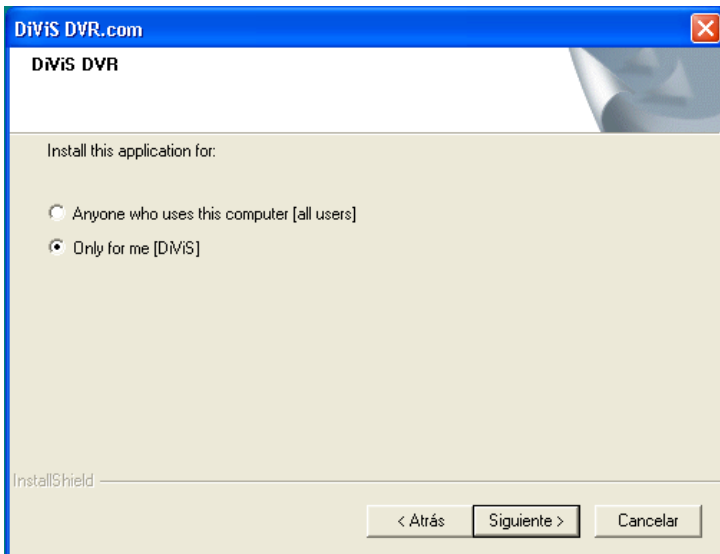 DiViS DVR.com
DiViS DVR
Install this application for:
Anyone who uses this computer [all users]
Only for me [DiViS]
InstallShield
< Atrás
Siguiente >
Cancelar